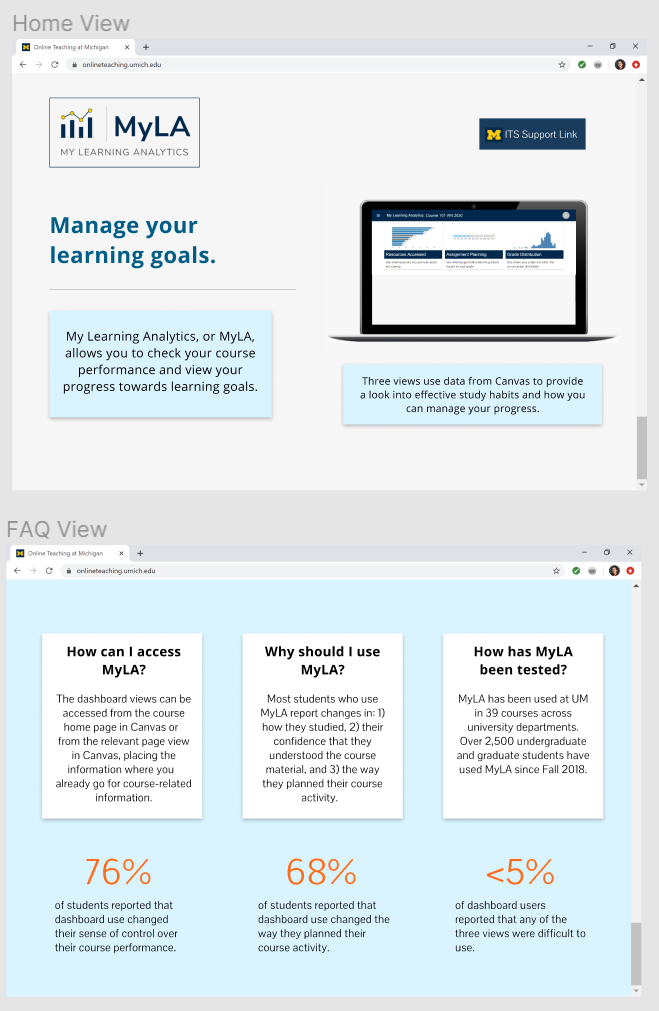 Home View
Online Teaching at Michigan
onlineteaching.umich.edu
MyLA
MY LEARNING ANALYTICS
M ITS Support Link
Manage your
learning goals.
My Learning Analytics: Course 101 WN 2020
Resources Accessed
Assignment Planning
Grade Distribution
My Learning Analytics, or MyLA,
allows you to check your course
performance and view your
progress towards learning goals.
Three views use data from Canvas to provide
a look into effective study habits and how you
can manage your progress.
FAQ View
Online Teaching at Michigan
onlineteaching.umich.edu
How can I access
MyLA?
The dashboard views can be
accessed from the course
home page in Canvas or
from the relevant page view
in Canvas, placing the
information where you
already go for course-related
information.
Why should I use
MyLA?
Most students who use
MyLA report changes in: 1)
how they studied, 2) their
confidence that they
understood the course
material, and 3) the way
they planned their course
activity.
How has MyLA
been tested?
MyLA has been used at UM
in 39 courses across
university departments.
Over 2,500 undergraduate
and graduate students have
used MyLA since Fall 2018.
76%
of students reported that
dashboard use changed
their sense of control over
their course performance.
68%
of students reported that
dashboard use changed the
way they planned their
course activity.
<5%
of dashboard users
reported that any of the
three views were difficult to
use.